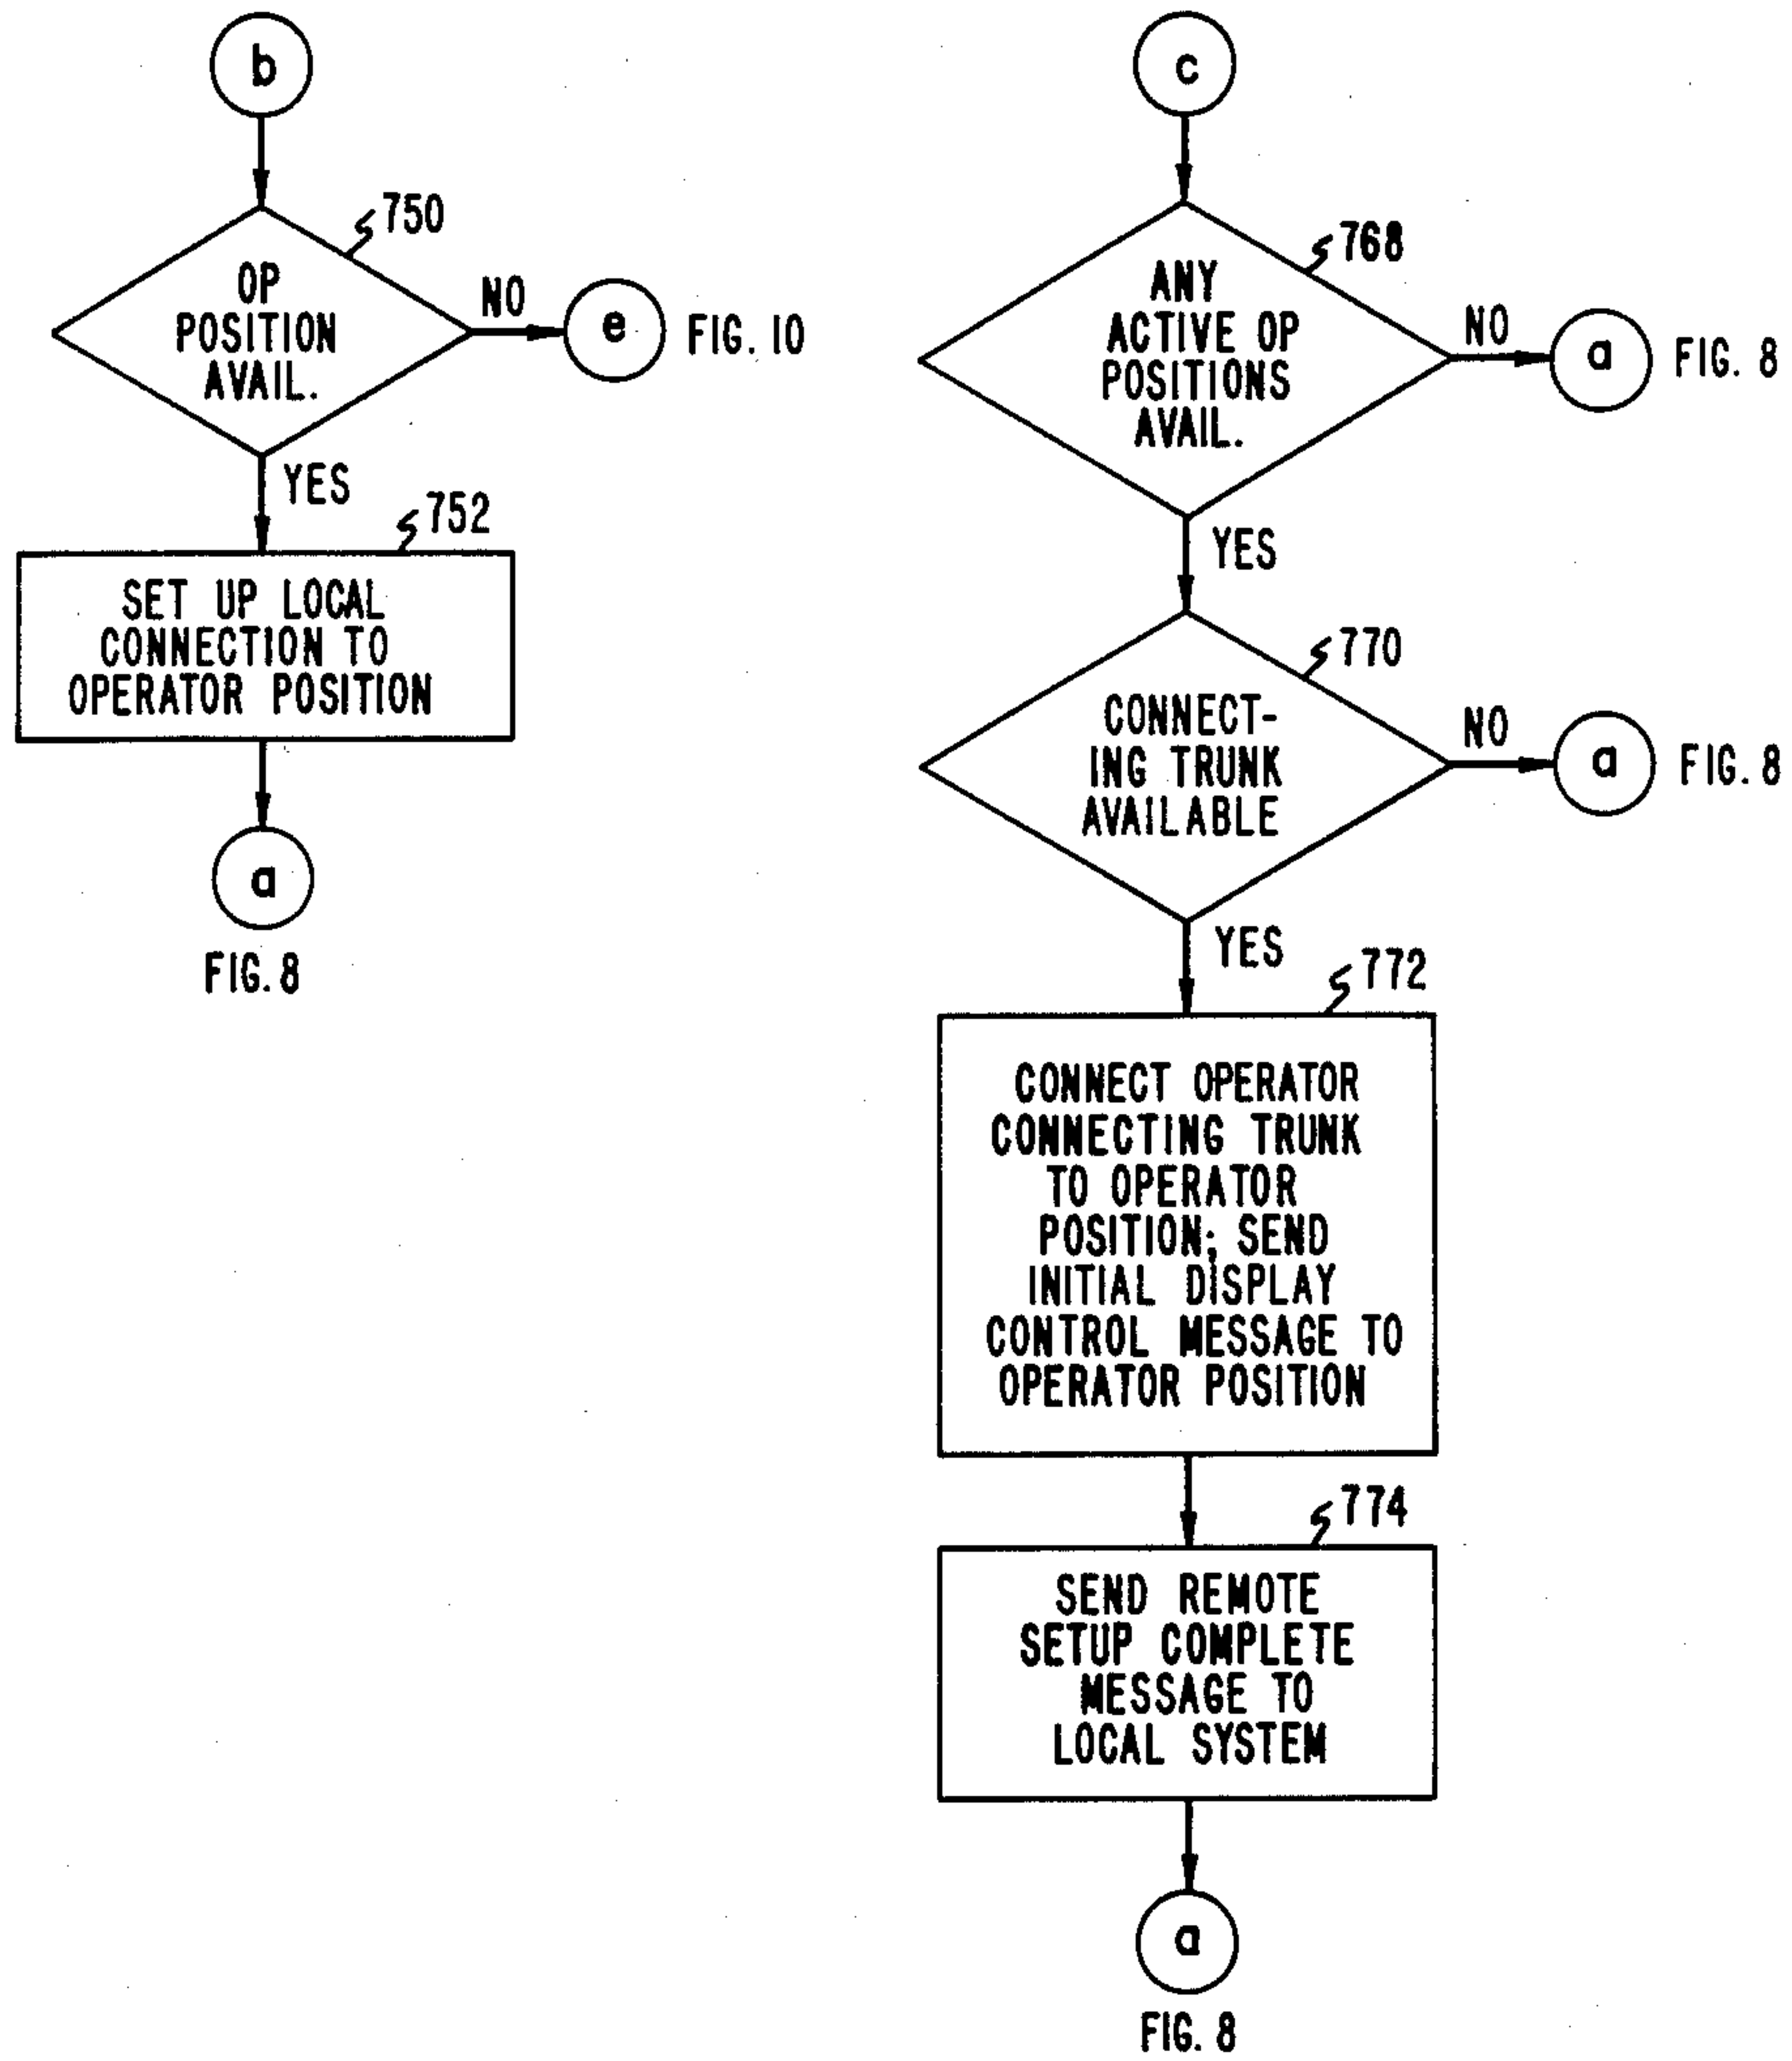 b
750
OP
POSITION
AVAIL.
NO
e
FIG. 10
YES
752
SET UP LOCAL
CONNECTION TO
OPERATOR POSITION
a
FIG. 8
c
768
ANY
ACTIVE OP
POSITIONS
AVAIL.
NO
a
FIG. 8
YES
770
CONNECT-
ING TRUNK
AVAILABLE
NO
a
FIG. 8
YES
772
CONNECT OPERATOR
CONNECTING TRUNK
TO OPERATOR
POSITION; SEND
INITIAL DISPLAY
CONTROL MESSAGE TO
OPERATOR POSITION
774
SEND REMOTE
SETUP COMPLETE
MESSAGE TO
LOCAL SYSTEM
a
FIG. 8